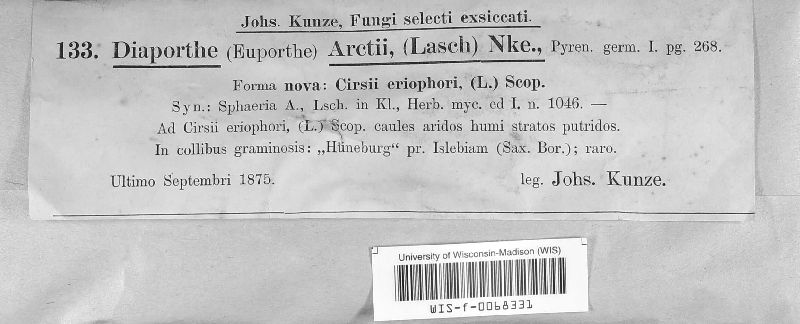 Johs. Kunze, Fungi selecti exsiccati.
133. Diaporthe (Euporthe) Arctii, (Lasch) Nke., Pyren. germ. I. pg. 268.
Forma nova: Cirsii eriophori, (L.) Scop.
Syn.: Sphaeria A., Lsch. in Kl., Herb. myc. ed I. n. 1046. —
Ad Cirsii eriophori, (L.) Scop. caules aridos humi stratos putridos.
In collibus graminosis: „Hüneburg“ pr. Islebiam (Sax. Bor.); raro.
Ultimo Septembri 1875. leg. Johs. Kunze.
University of Wisconsin-Madison (WIS)
WIS-f-0068331